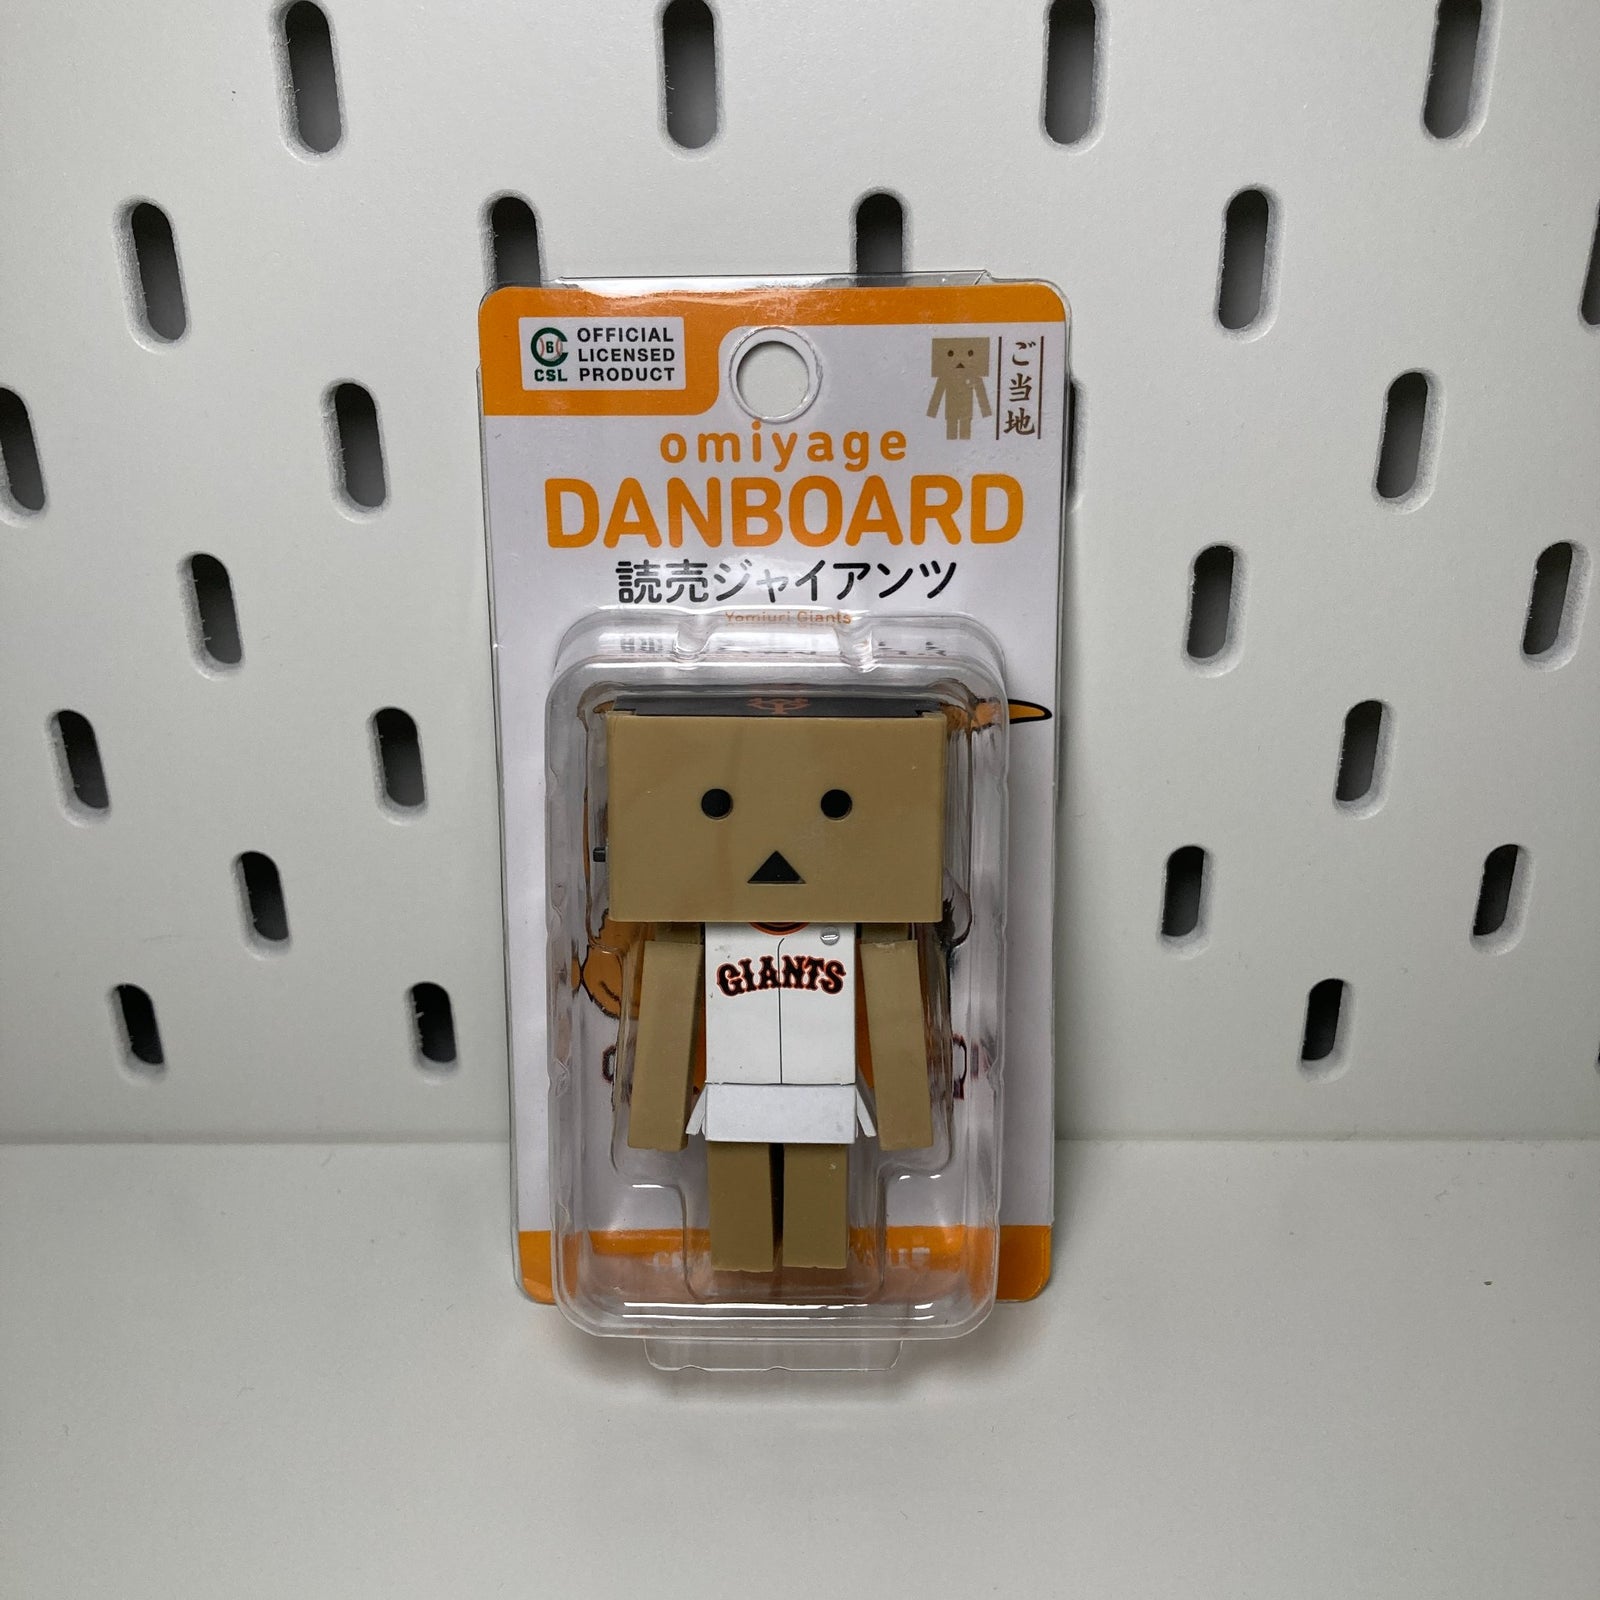 OFFICIAL
LICENSED
PRODUCT
6
CSL
ご当地
omiyage
DANBOARD
読売ジャイアンツ
Yomiuri Giants
GIANTS